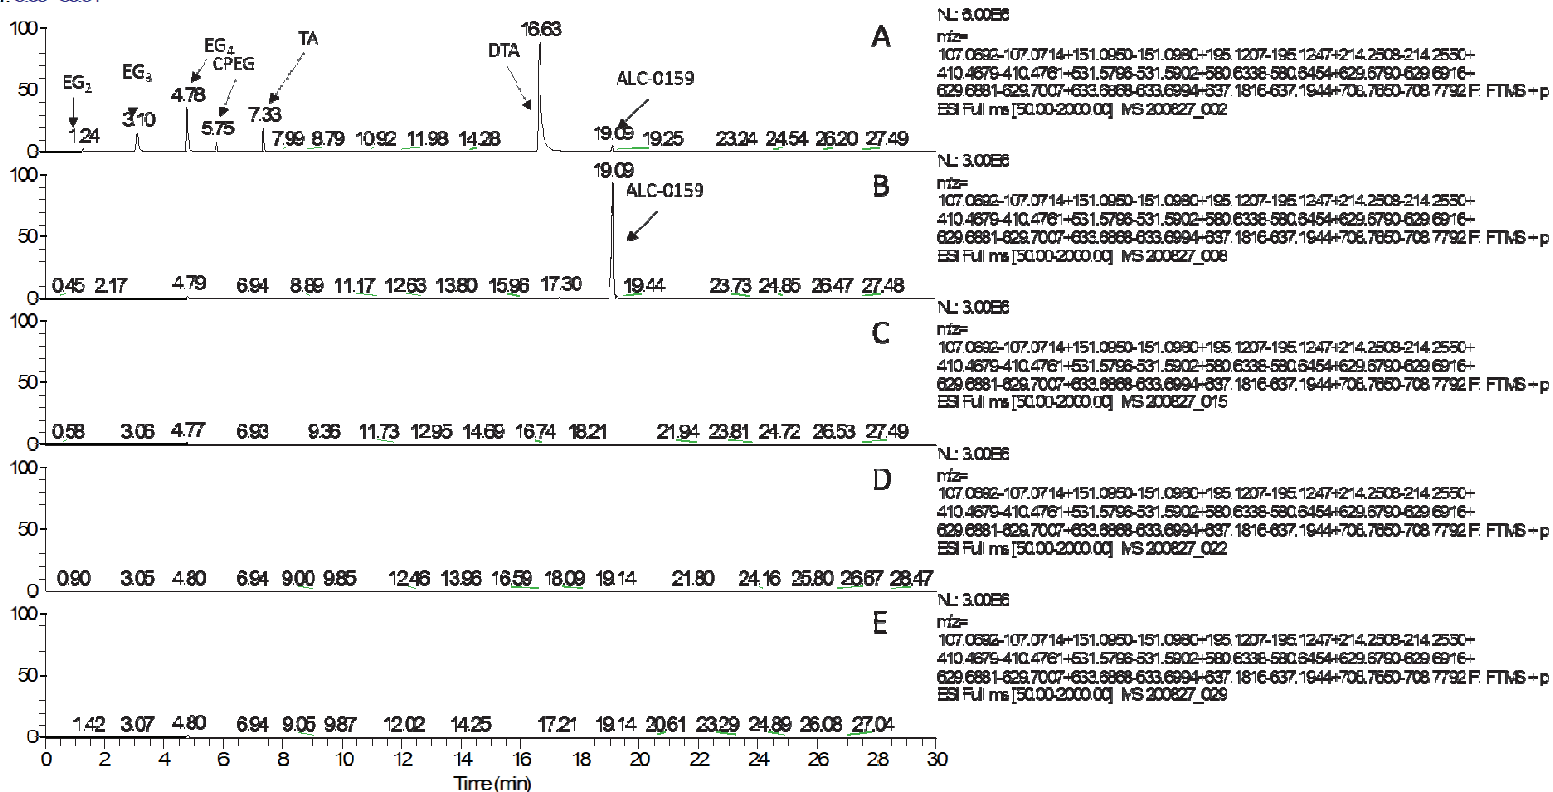 100
50
0
EG2
EG3
EG4
CPEG
TA
DTA
ALC-0159
A
1.24 3.10 4.78 5.75 7.33 7.99 8.79 10.92 11.98 14.28 16.63 19.09 19.25 23.24 24.54 26.20 27.49
NL:
m/z=
107.0692-107.0714+151.0950-151.0980+195.1207-195.1247+214.2508-214.2550+
410.4679-410.4761+531.5796-531.5902+580.6338-580.6454+629.6790-629.6916+
629.6881-629.7007+633.6868-633.6994+637.1816-637.1944+708.7650-708.7792 F: FTMS + p
ESI Full ms [50.00-2000.00] MS 200827_002
100
50
0
ALC-0159
B
0.45 2.17 4.79 6.94 8.89 11.17 12.63 13.80 15.96 17.30 19.09 19.44 23.73 24.85 26.47 27.48
NL: 3.00E6
m/z=
107.0692-107.0714+151.0950-151.0980+195.1207-195.1247+214.2508-214.2550+
410.4679-410.4761+531.5796-531.5902+580.6338-580.6454+629.6790-629.6916+
629.6881-629.7007+633.6868-633.6994+637.1816-637.1944+708.7650-708.7792 F: FTMS + p
ESI Full ms [50.00-2000.00] MS 200827_008
100
50
0
C
0.58 3.06 4.77 6.93 9.36 11.73 12.95 14.69 16.74 18.21 21.94 23.81 24.72 26.53 27.49
NL: 3.00E6
m/z=
107.0692-107.0714+151.0950-151.0980+195.1207-195.1247+214.2508-214.2550+
410.4679-410.4761+531.5796-531.5902+580.6338-580.6454+629.6790-629.6916+
629.6881-629.7007+633.6868-633.6994+637.1816-637.1944+708.7650-708.7792 F: FTMS + p
ESI Full ms [50.00-2000.00] MS 200827_015
100
50
0
D
0.90 3.05 4.80 6.94 9.00 9.85 12.46 13.96 16.59 18.09 19.14 21.80 24.16 25.80 26.67 28.47
NL: 3.00E6
m/z=
107.0692-107.0714+151.0950-151.0980+195.1207-195.1247+214.2508-214.2550+
410.4679-410.4761+531.5796-531.5902+580.6338-580.6454+629.6790-629.6916+
629.6881-629.7007+633.6868-633.6994+637.1816-637.1944+708.7650-708.7792 F: FTMS + p
ESI Full ms [50.00-2000.00] MS 200827_022
100
50
0
E
1.42 3.07 4.80 6.94 9.05 9.87 12.02 14.25 17.21 19.14 20.61 23.29 24.89 26.08 27.04
NL: 3.00E6
m/z=
107.0692-107.0714+151.0950-151.0980+195.1207-195.1247+214.2508-214.2550+
410.4679-410.4761+531.5796-531.5902+580.6338-580.6454+629.6790-629.6916+
629.6881-629.7007+633.6868-633.6994+637.1816-637.1944+708.7650-708.7792 F: FTMS + p
ESI Full ms [50.00-2000.00] MS 200827_029
0 2 4 6 8 10 12 14 16 18 20 22 24 26 28 30
Time (min)